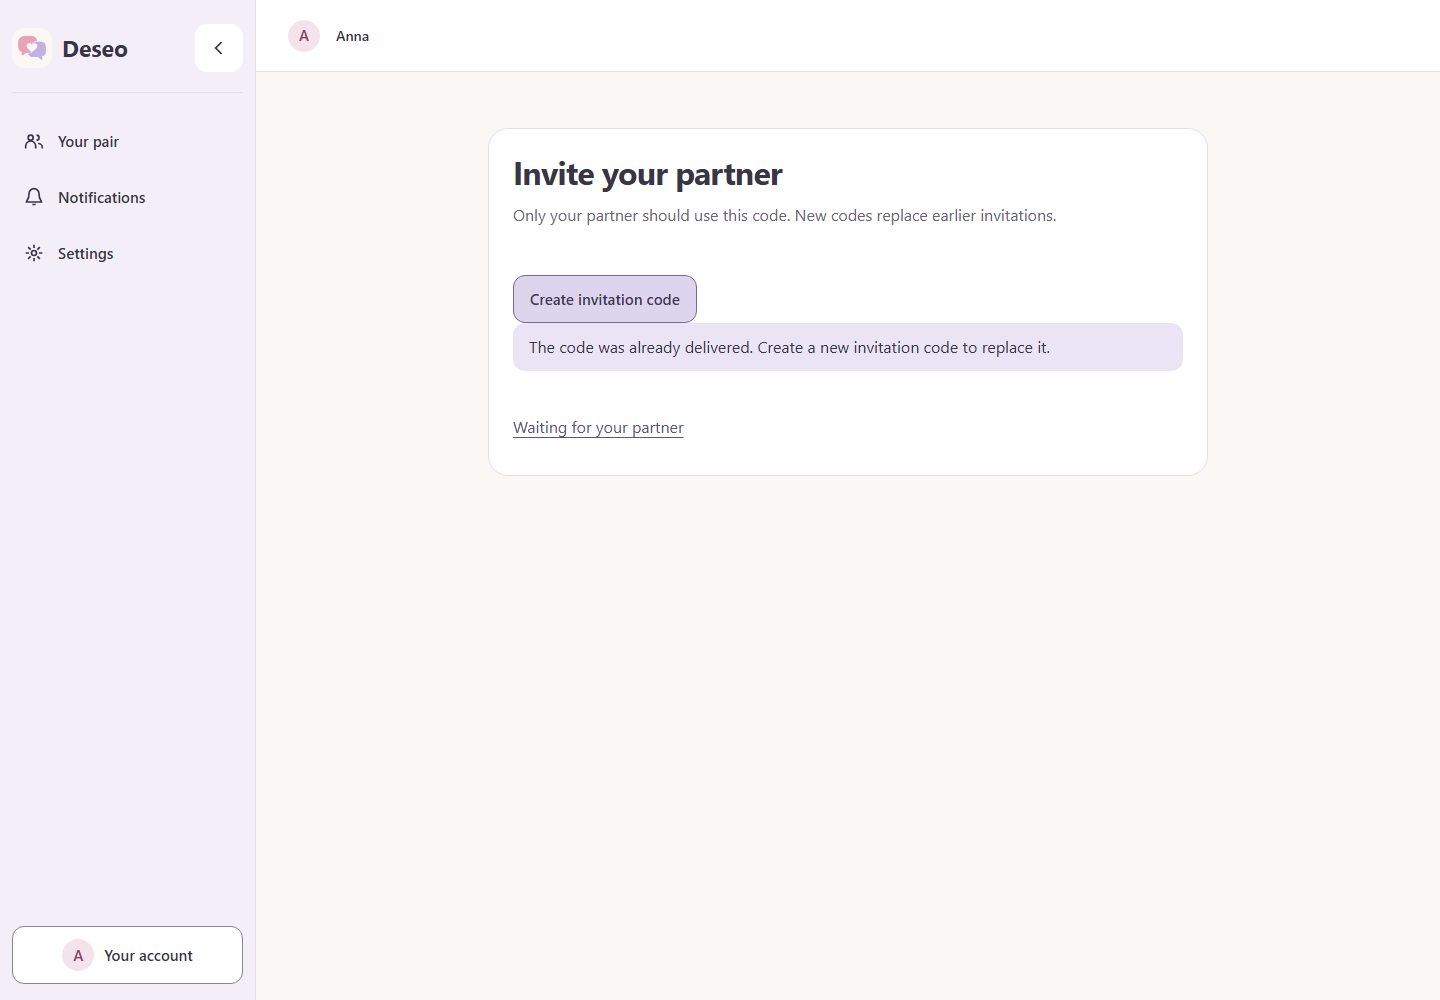 Deseo
A
Anna
Your pair
Notifications
Settings
Invite your partner
Only your partner should use this code. New codes replace earlier invitations.
Create invitation code
The code was already delivered. Create a new invitation code to replace it.
Waiting for your partner
A
Your account